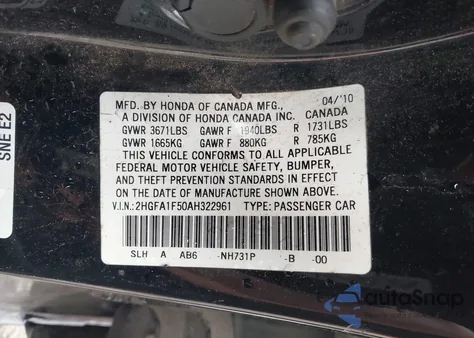 MFD. BY HONDA OF CANADA MFG., 04/'10
A DIVISION OF HONDA CANADA INC. CANADA
GVWR 3671LBS GAWR F 1940LBS R 1731LBS
GVWR 1665KG GAWR F 880KG R 785KG
THIS VEHICLE CONFORMS TO ALL APPLICABLE
FEDERAL MOTOR VEHICLE SAFETY, BUMPER,
AND THEFT PREVENTION STANDARDS IN EFFECT
ON THE DATE OF MANUFACTURE SHOWN ABOVE.
V.I.N.: 2HGFA1F50AH322961 TYPE: PASSENGER CAR
SLH A AB6 -NH731P -B -00
SNE E2
autoSnap